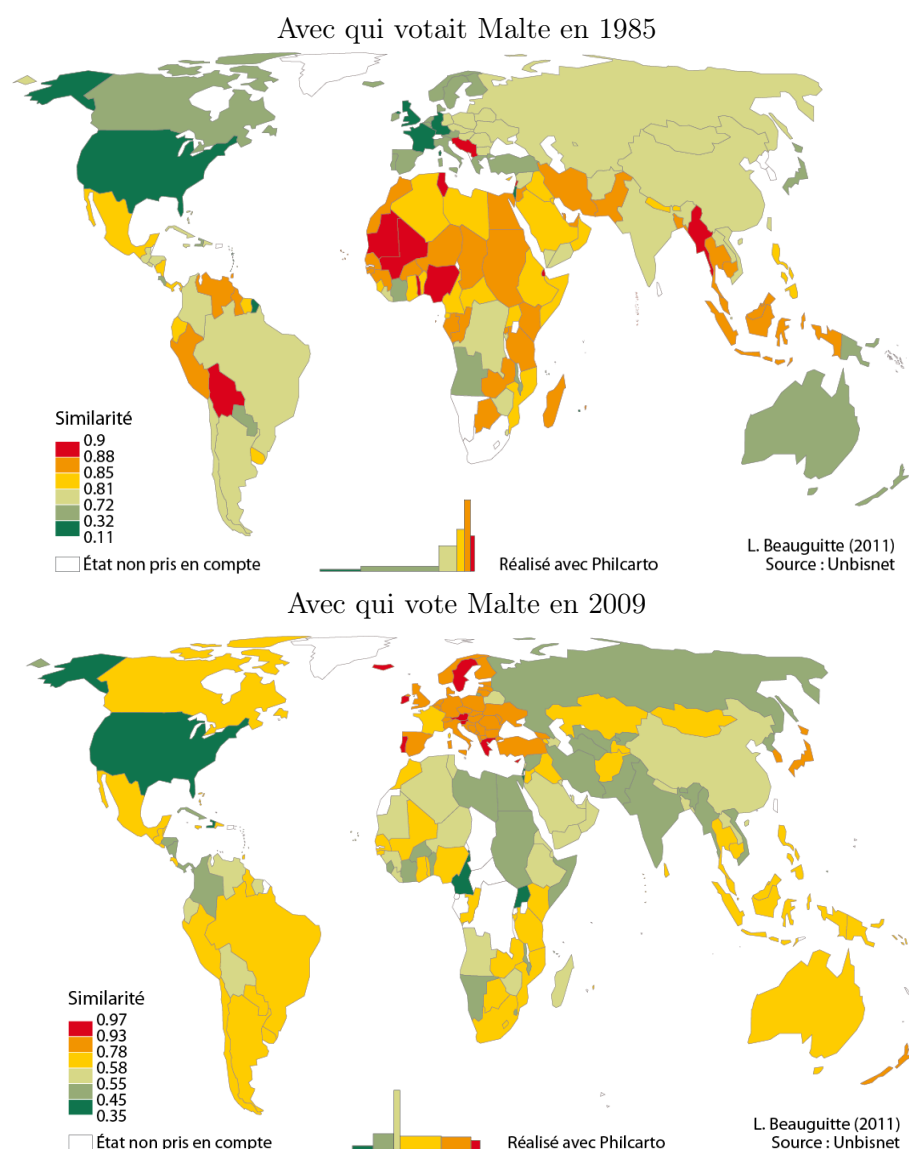 Avec qui votait Malte en 1985
Similarité
0.9
0.88
0.85
0.81
0.72
0.32
0.11
État non pris en compte
Réalisé avec Philcarto
L. Beauguitte (2011)
Source : Unbisnet
Avec qui vote Malte en 2009
Similarité
0.97
0.93
0.78
0.58
0.55
0.45
0.35
État non pris en compte
Réalisé avec Philcarto
L. Beauguitte (2011)
Source : Unbisnet